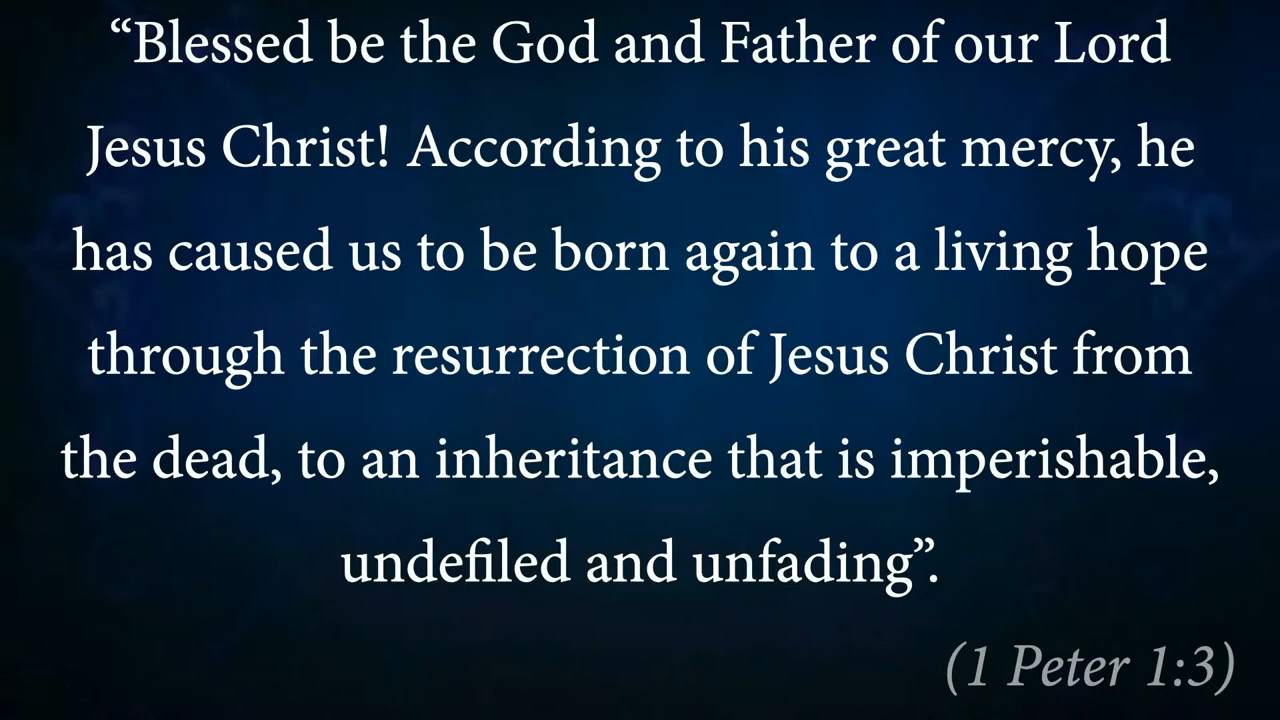 “Blessed be the God and Father of our Lord
Jesus Christ! According to his great mercy, he
has caused us to be born again to a living hope
through the resurrection of Jesus Christ from
the dead, to an inheritance that is imperishable,
undefiled and unfading”.
(1 Peter 1:3)